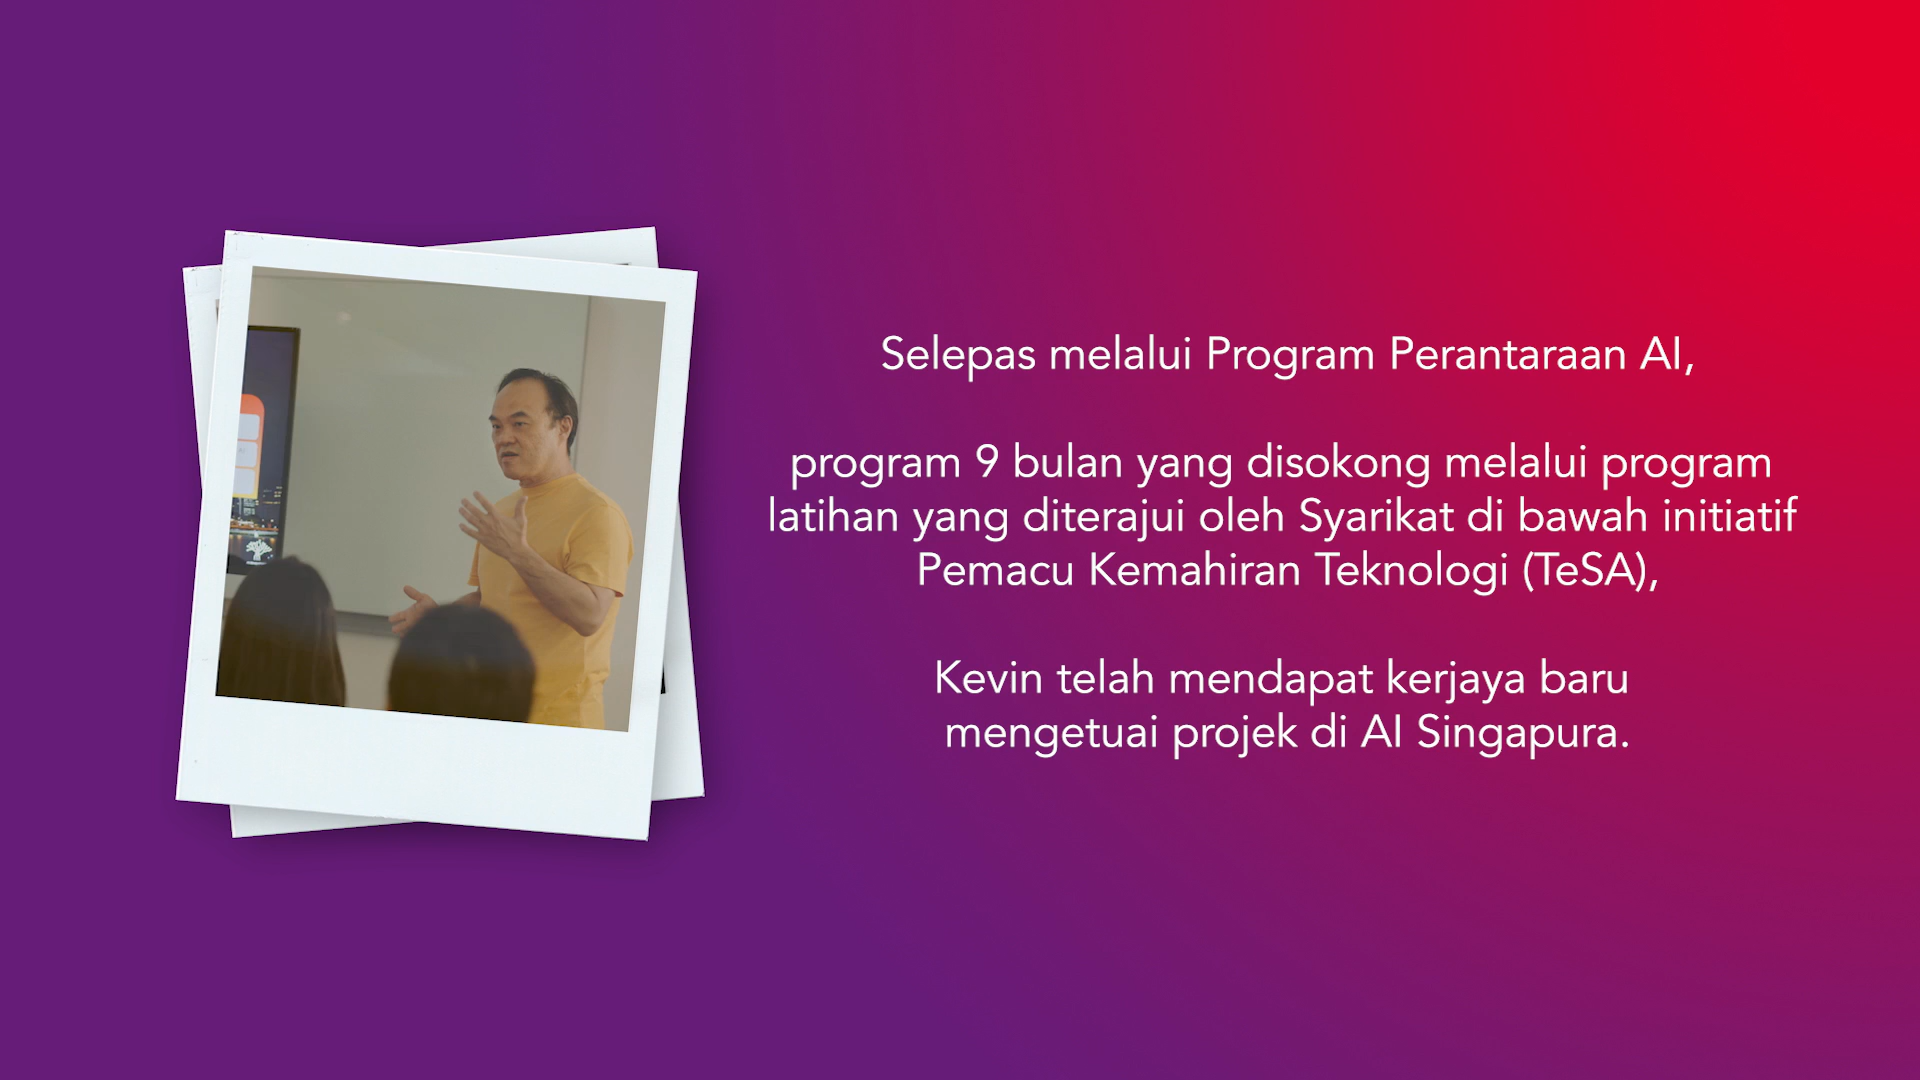 Selepas melalui Program Perantaraan AI,
program 9 bulan yang disokong melalui program
latihan yang diterajui oleh Syarikat di bawah initiatif
Pemacu Kemahiran Teknologi (TeSA),
Kevin telah mendapat kerjaya baru
mengetuai projek di AI Singapura.